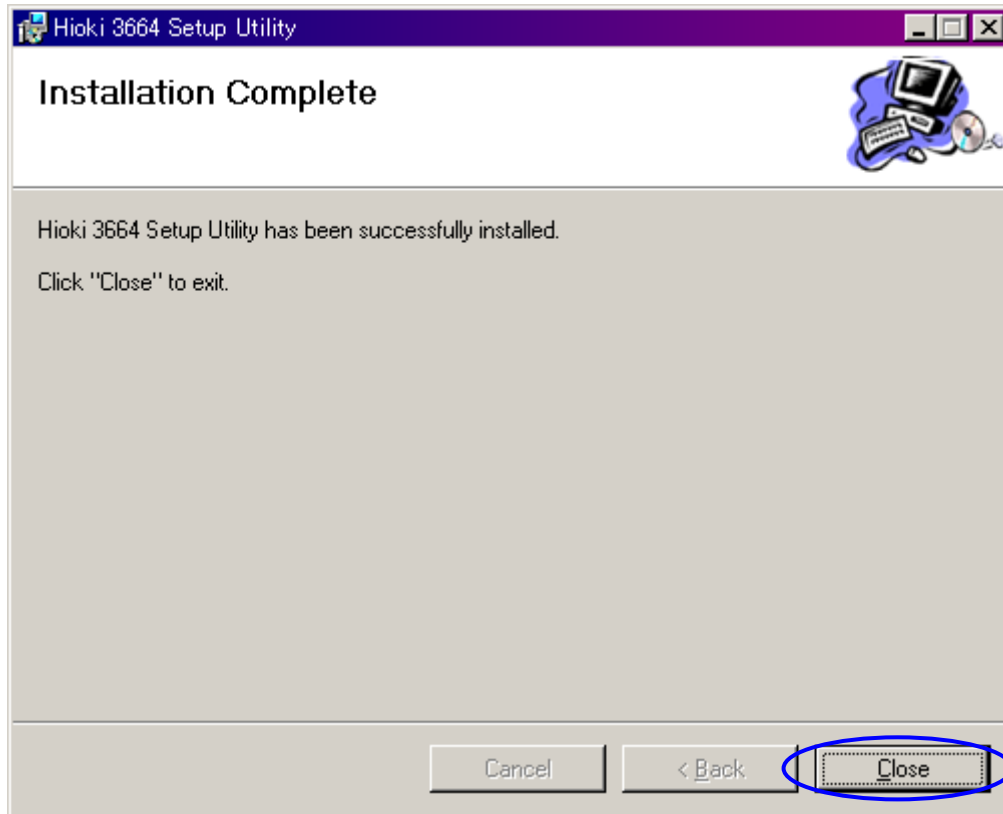 Hioki 3664 Setup Utility
Installation Complete
Hioki 3664 Setup Utility has been successfully installed.
Click "Close" to exit.
Cancel
< Back
Close